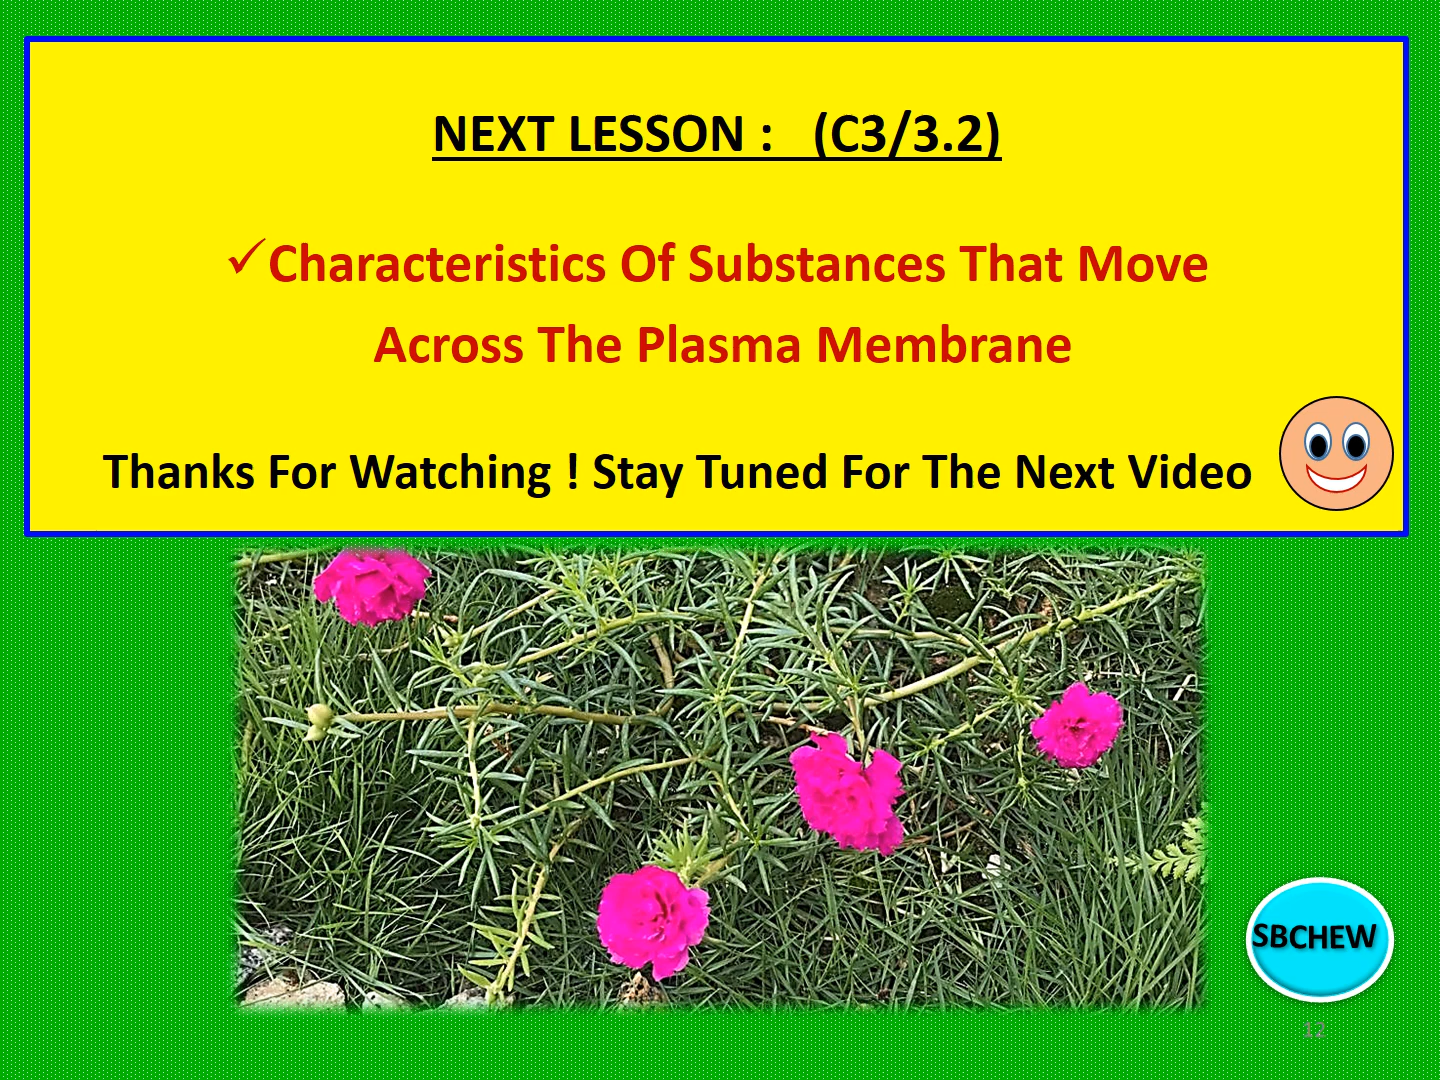 NEXT LESSON : (C3/3.2)
✓Characteristics Of Substances That Move
Across The Plasma Membrane
Thanks For Watching ! Stay Tuned For The Next Video
SBCHEW
12